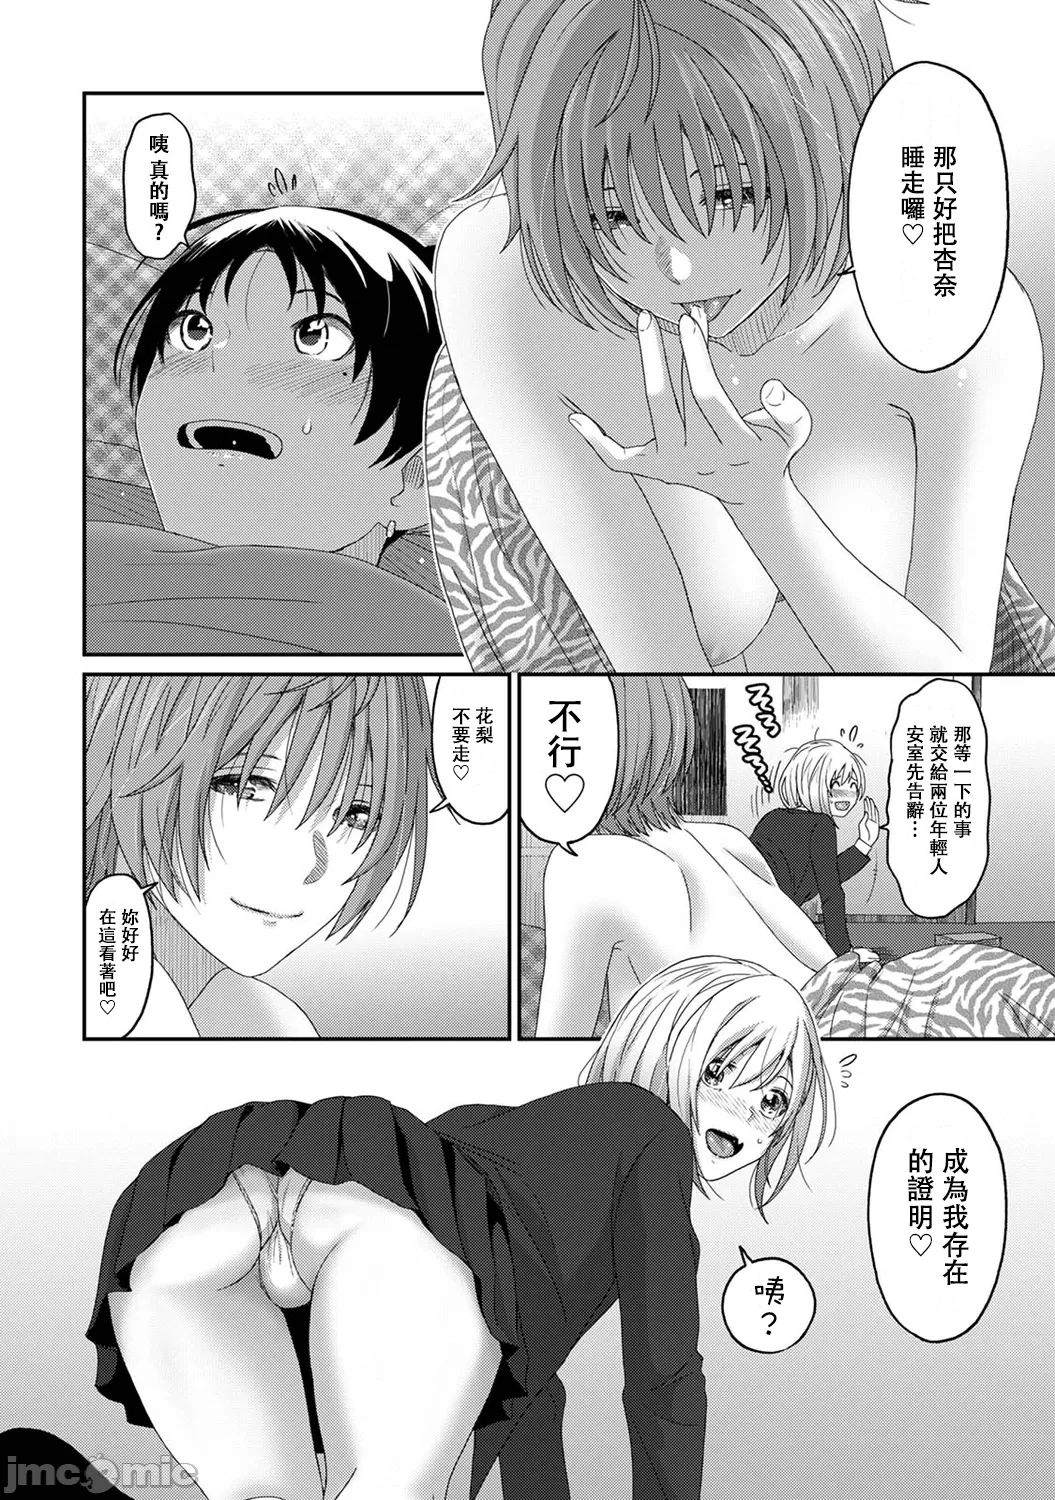 那只好把杏奈
睡走囉♡
咦 真的嗎?
那等一下的事
就交給兩位年輕人
安室先告辭…
不行♡
花梨
不要走♡
妳好好
在這看著吧♡
成為我存在
的證明♡
咦?
jmcomic